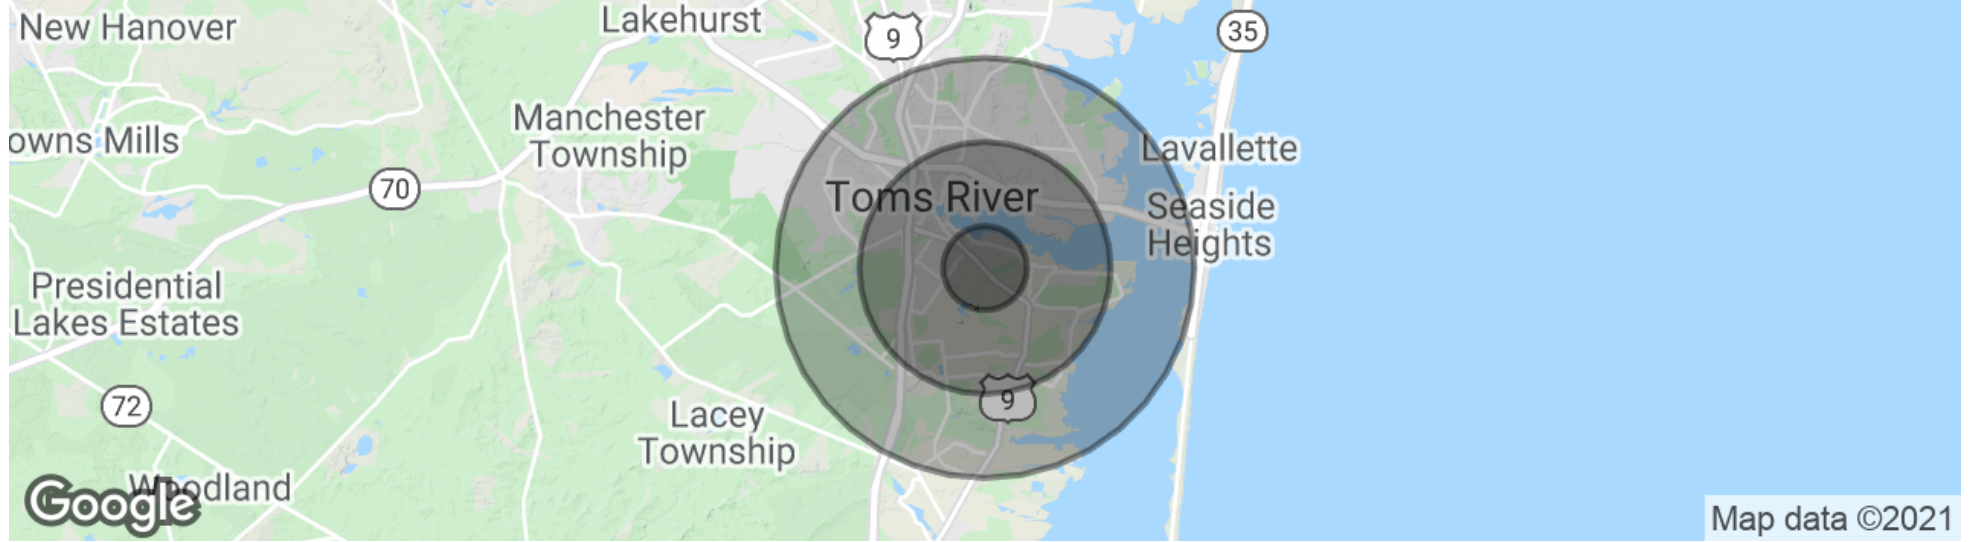 New Hanover
Lakehurst
9
35
Manchester
Township
owns Mills
Lavallette
70
Toms River
Seaside
Heights
Presidential
Lakes Estates
72
9
Lacey
Township
Woodland
Google
Map data ©2021